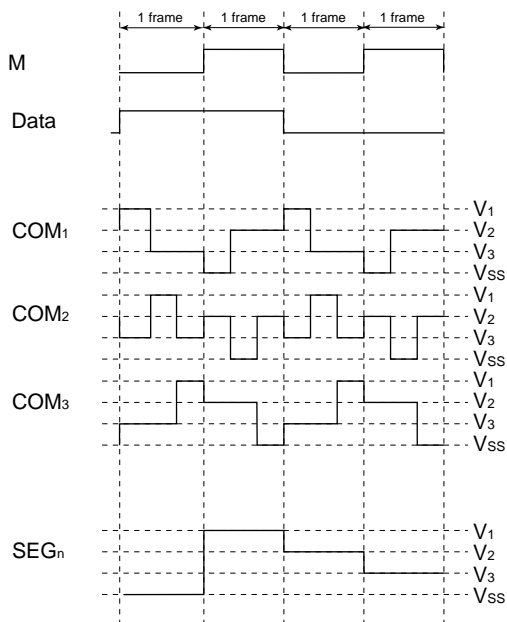 1 frame 1 frame 1 frame 1 frame
M
Data
V1
COM1 V2
V3
VSS
V1
COM2 V2
V3
VSS
V1
COM3 V2
V3
VSS
V1
SEGn V2
V3
VSS